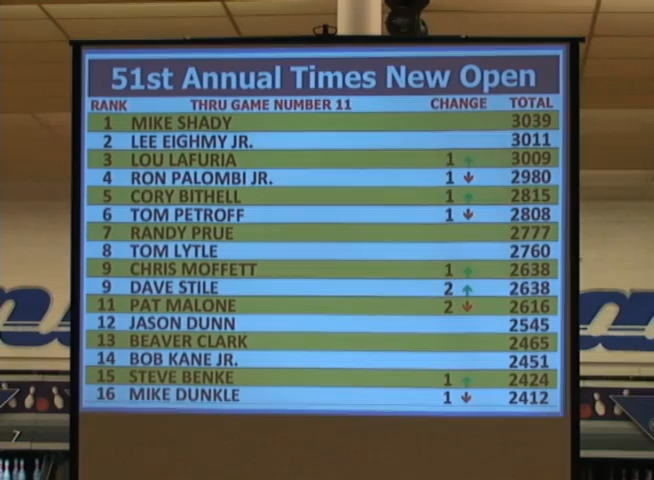 51st Annual Times New Open
RANK THRU GAME NUMBER 11 CHANGE TOTAL
1 MIKE SHADY 3039
2 LEE EIGHMY JR. 3011
3 LOU LAFURIA 1 3009
4 RON PALOMBI JR. 1 2980
5 CORY BITHELL 1 2815
6 TOM PETROFF 1 2808
7 RANDY PRUE 2777
8 TOM LYTLE 2760
9 CHRIS MOFFETT 1 2638
9 DAVE STILE 2 2638
11 PAT MALONE 2 2616
12 JASON DUNN 2545
13 BEAVER CLARK 2465
14 BOB KANE JR. 2451
15 STEVE BENKE 1 2424
16 MIKE DUNKLE 1 2412
7